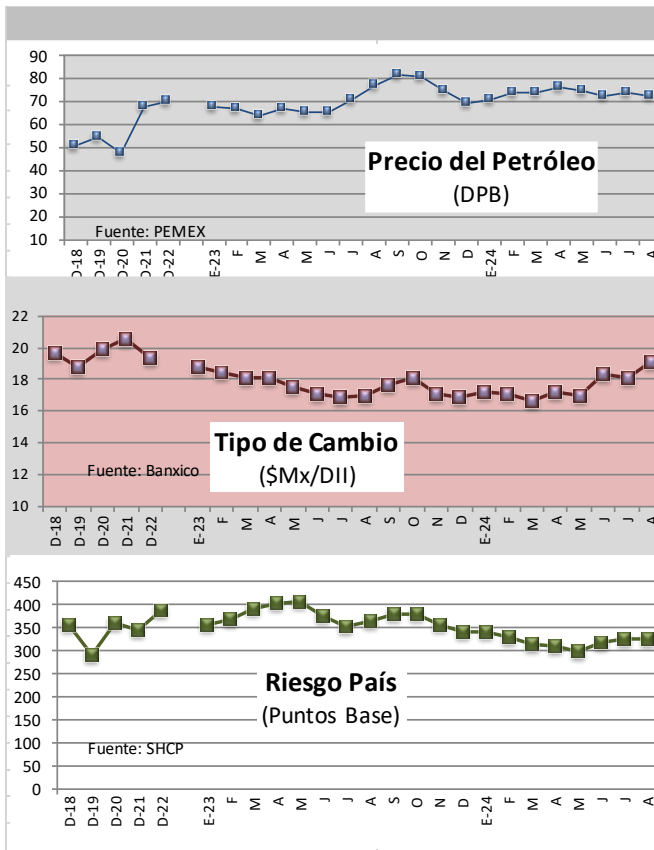 90
80
70
60
50
40
30
20
10
Precio del Petróleo
(DPB)
Fuente: PEMEX
D-18 D-19 D-20 D-21 D-22 E-23 F M A M J J A S O N D E-24 F M A M J J A
22
20
18
16
14
12
10
Tipo de Cambio
($Mx/Dll)
Fuente: Banxico
D-18 D-19 D-20 D-21 D-22 E-23 F M A M J J A S O N D E-24 F M A M J J A
450
400
350
300
250
200
150
100
50
0
Riesgo País
(Puntos Base)
Fuente: SHCP
D-18 D-19 D-20 D-21 D-22 E-23 F M A M J J A S O N D E-24 F M A M J J A